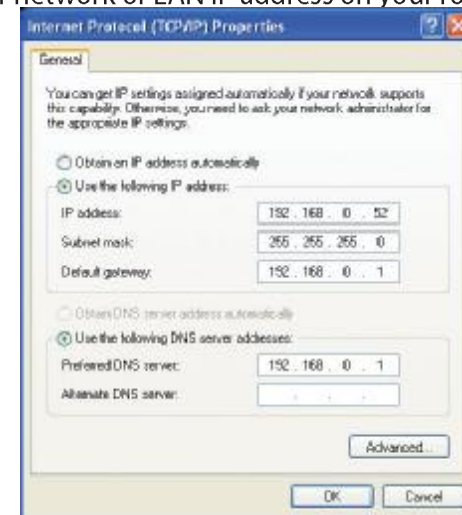 network or LAN IP address on your ro
Internet Protocol (TCP/IP) Properties
General
You can get IP settings assigned automatically if your network supports
this capability. Otherwise, you need to ask your network administrator for
the appropriate IP settings.
Obtain an IP address automatically
Use the following IP address:
IP address: 192 . 168 . 0 . 52
Subnet mask: 255 . 255 . 255 . 0
Default gateway: 192 . 168 . 0 . 1
Obtain DNS server address automatically
Use the following DNS server addresses:
Preferred DNS server: 192 . 168 . 0 . 1
Alternate DNS server: . . .
Advanced...
OK Cancel